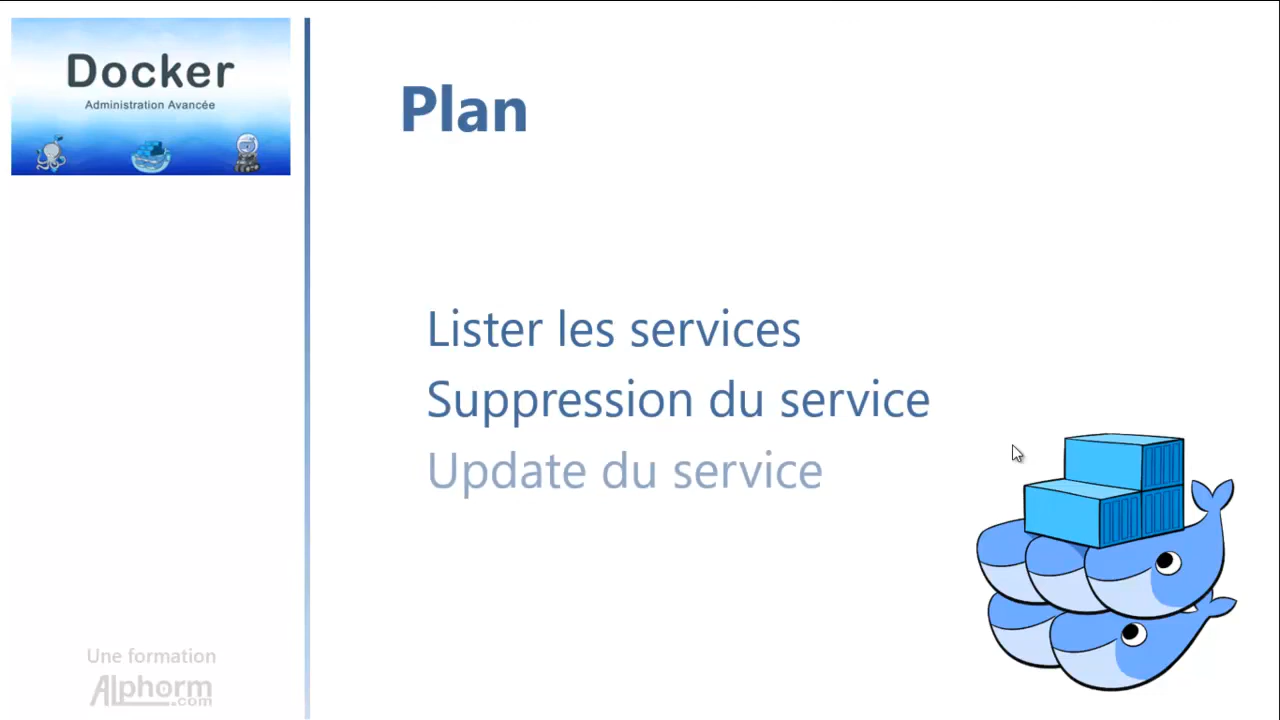 Docker
Administration Avancée
Plan
Lister les services
Suppression du service
Update du service
Une formation
Alphorm
.com